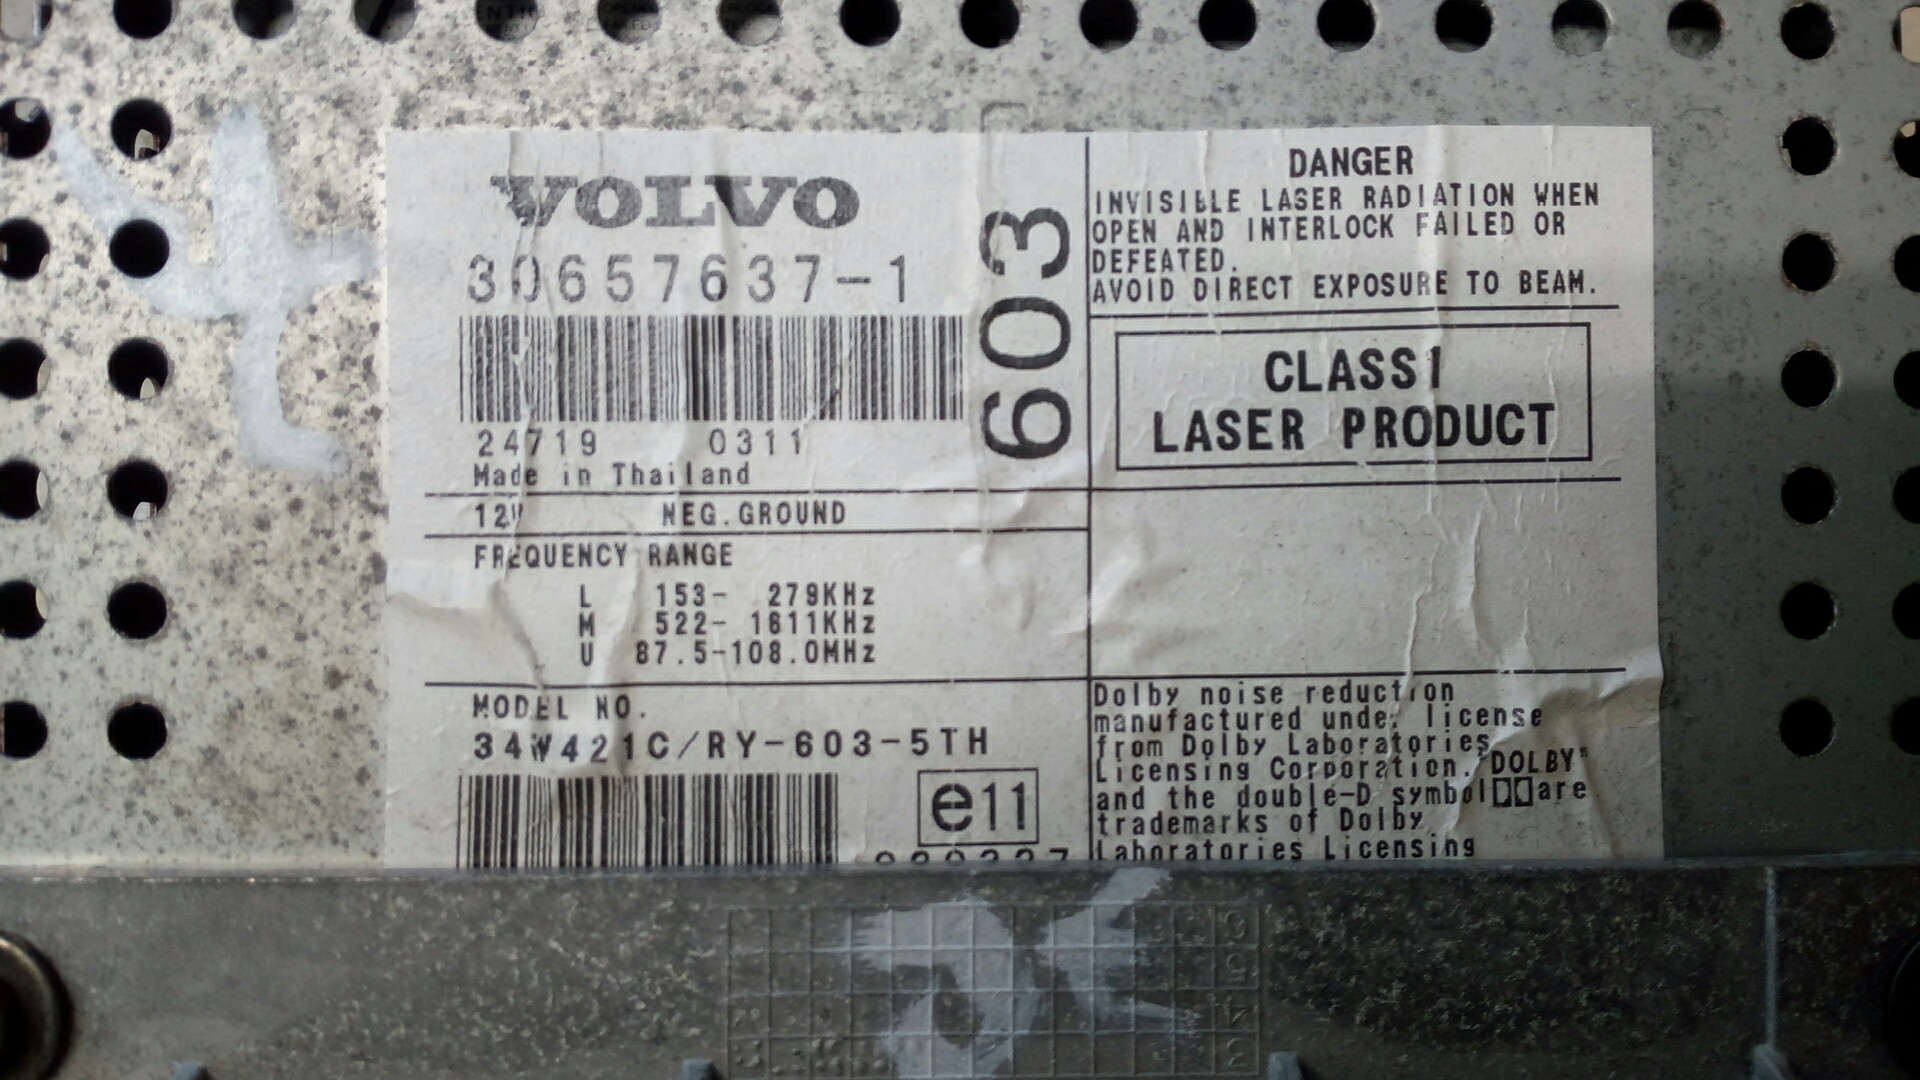 VOLVO
30657637-1
24719 0311
Made in Thailand
12V NEG.GROUND
FREQUENCY RANGE
L 153- 279KHz
M 522- 1611KHz
U 87.5-108.0MHz
MODEL NO.
34W421C/RY-603-5TH
e11
603
DANGER
INVISIBLE LASER RADIATION WHEN
OPEN AND INTERLOCK FAILED OR
DEFEATED.
AVOID DIRECT EXPOSURE TO BEAM.
CLASS1
LASER PRODUCT
Dolby noise reduction
manufactured under license
from Dolby Laboratories
Licensing Corporation."DOLBY"
and the double-D symbol▯▯are
trademarks of Dolby
Laboratories Licensing